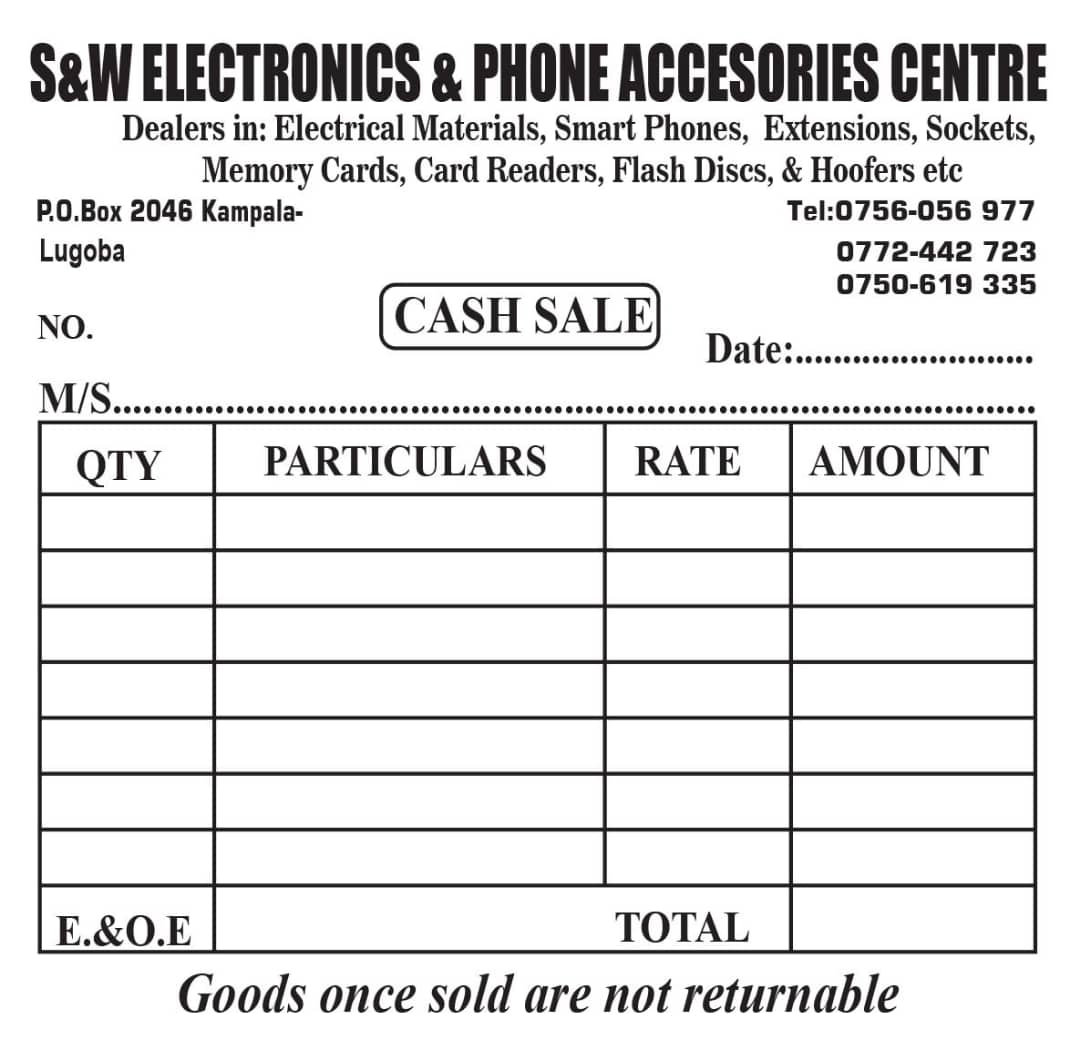 S&W ELECTRONICS & PHONE ACCESORIES CENTRE
Dealers in: Electrical Materials, Smart Phones, Extensions, Sockets,
Memory Cards, Card Readers, Flash Discs, & Hoofers etc
P.O.Box 2046 Kampala-
Lugoba
Tel:0756-056 977
0772-442 723
0750-619 335
NO.
CASH SALE
Date:.........................
M/S...........................................................................................
QTY PARTICULARS RATE AMOUNT
E.&O.E TOTAL
Goods once sold are not returnable